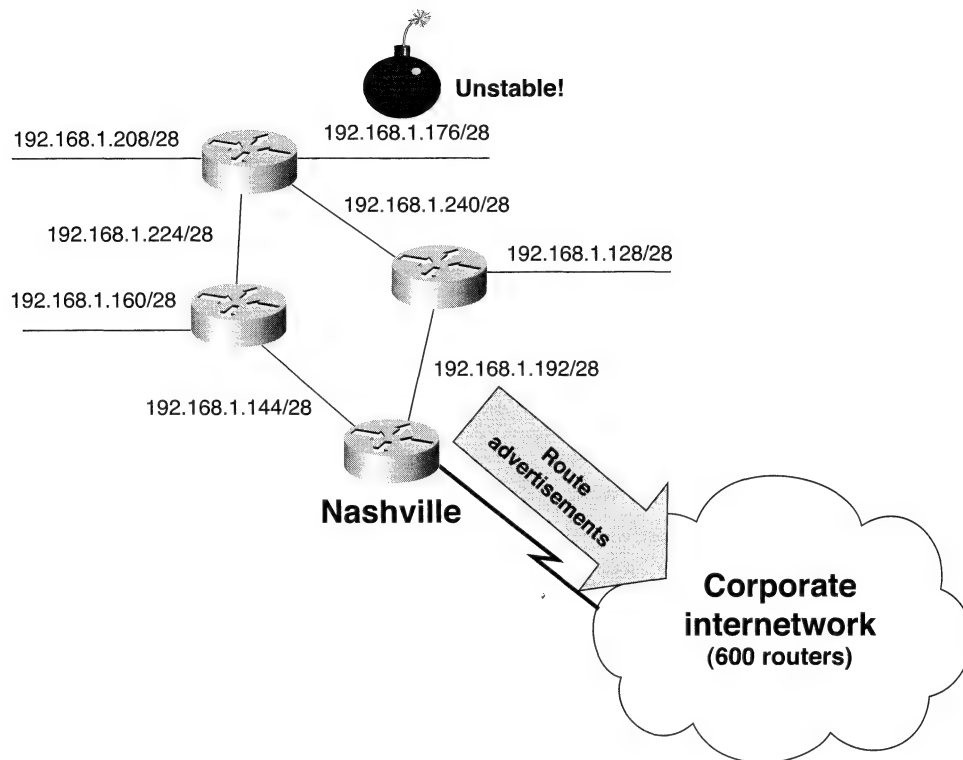 Unstable!
192.168.1.208/28
192.168.1.176/28
192.168.1.240/28
192.168.1.224/28
192.168.1.128/28
192.168.1.160/28
192.168.1.192/28
192.168.1.144/28
Route
advertisements
Nashville
Corporate
internetwork
(600 routers)